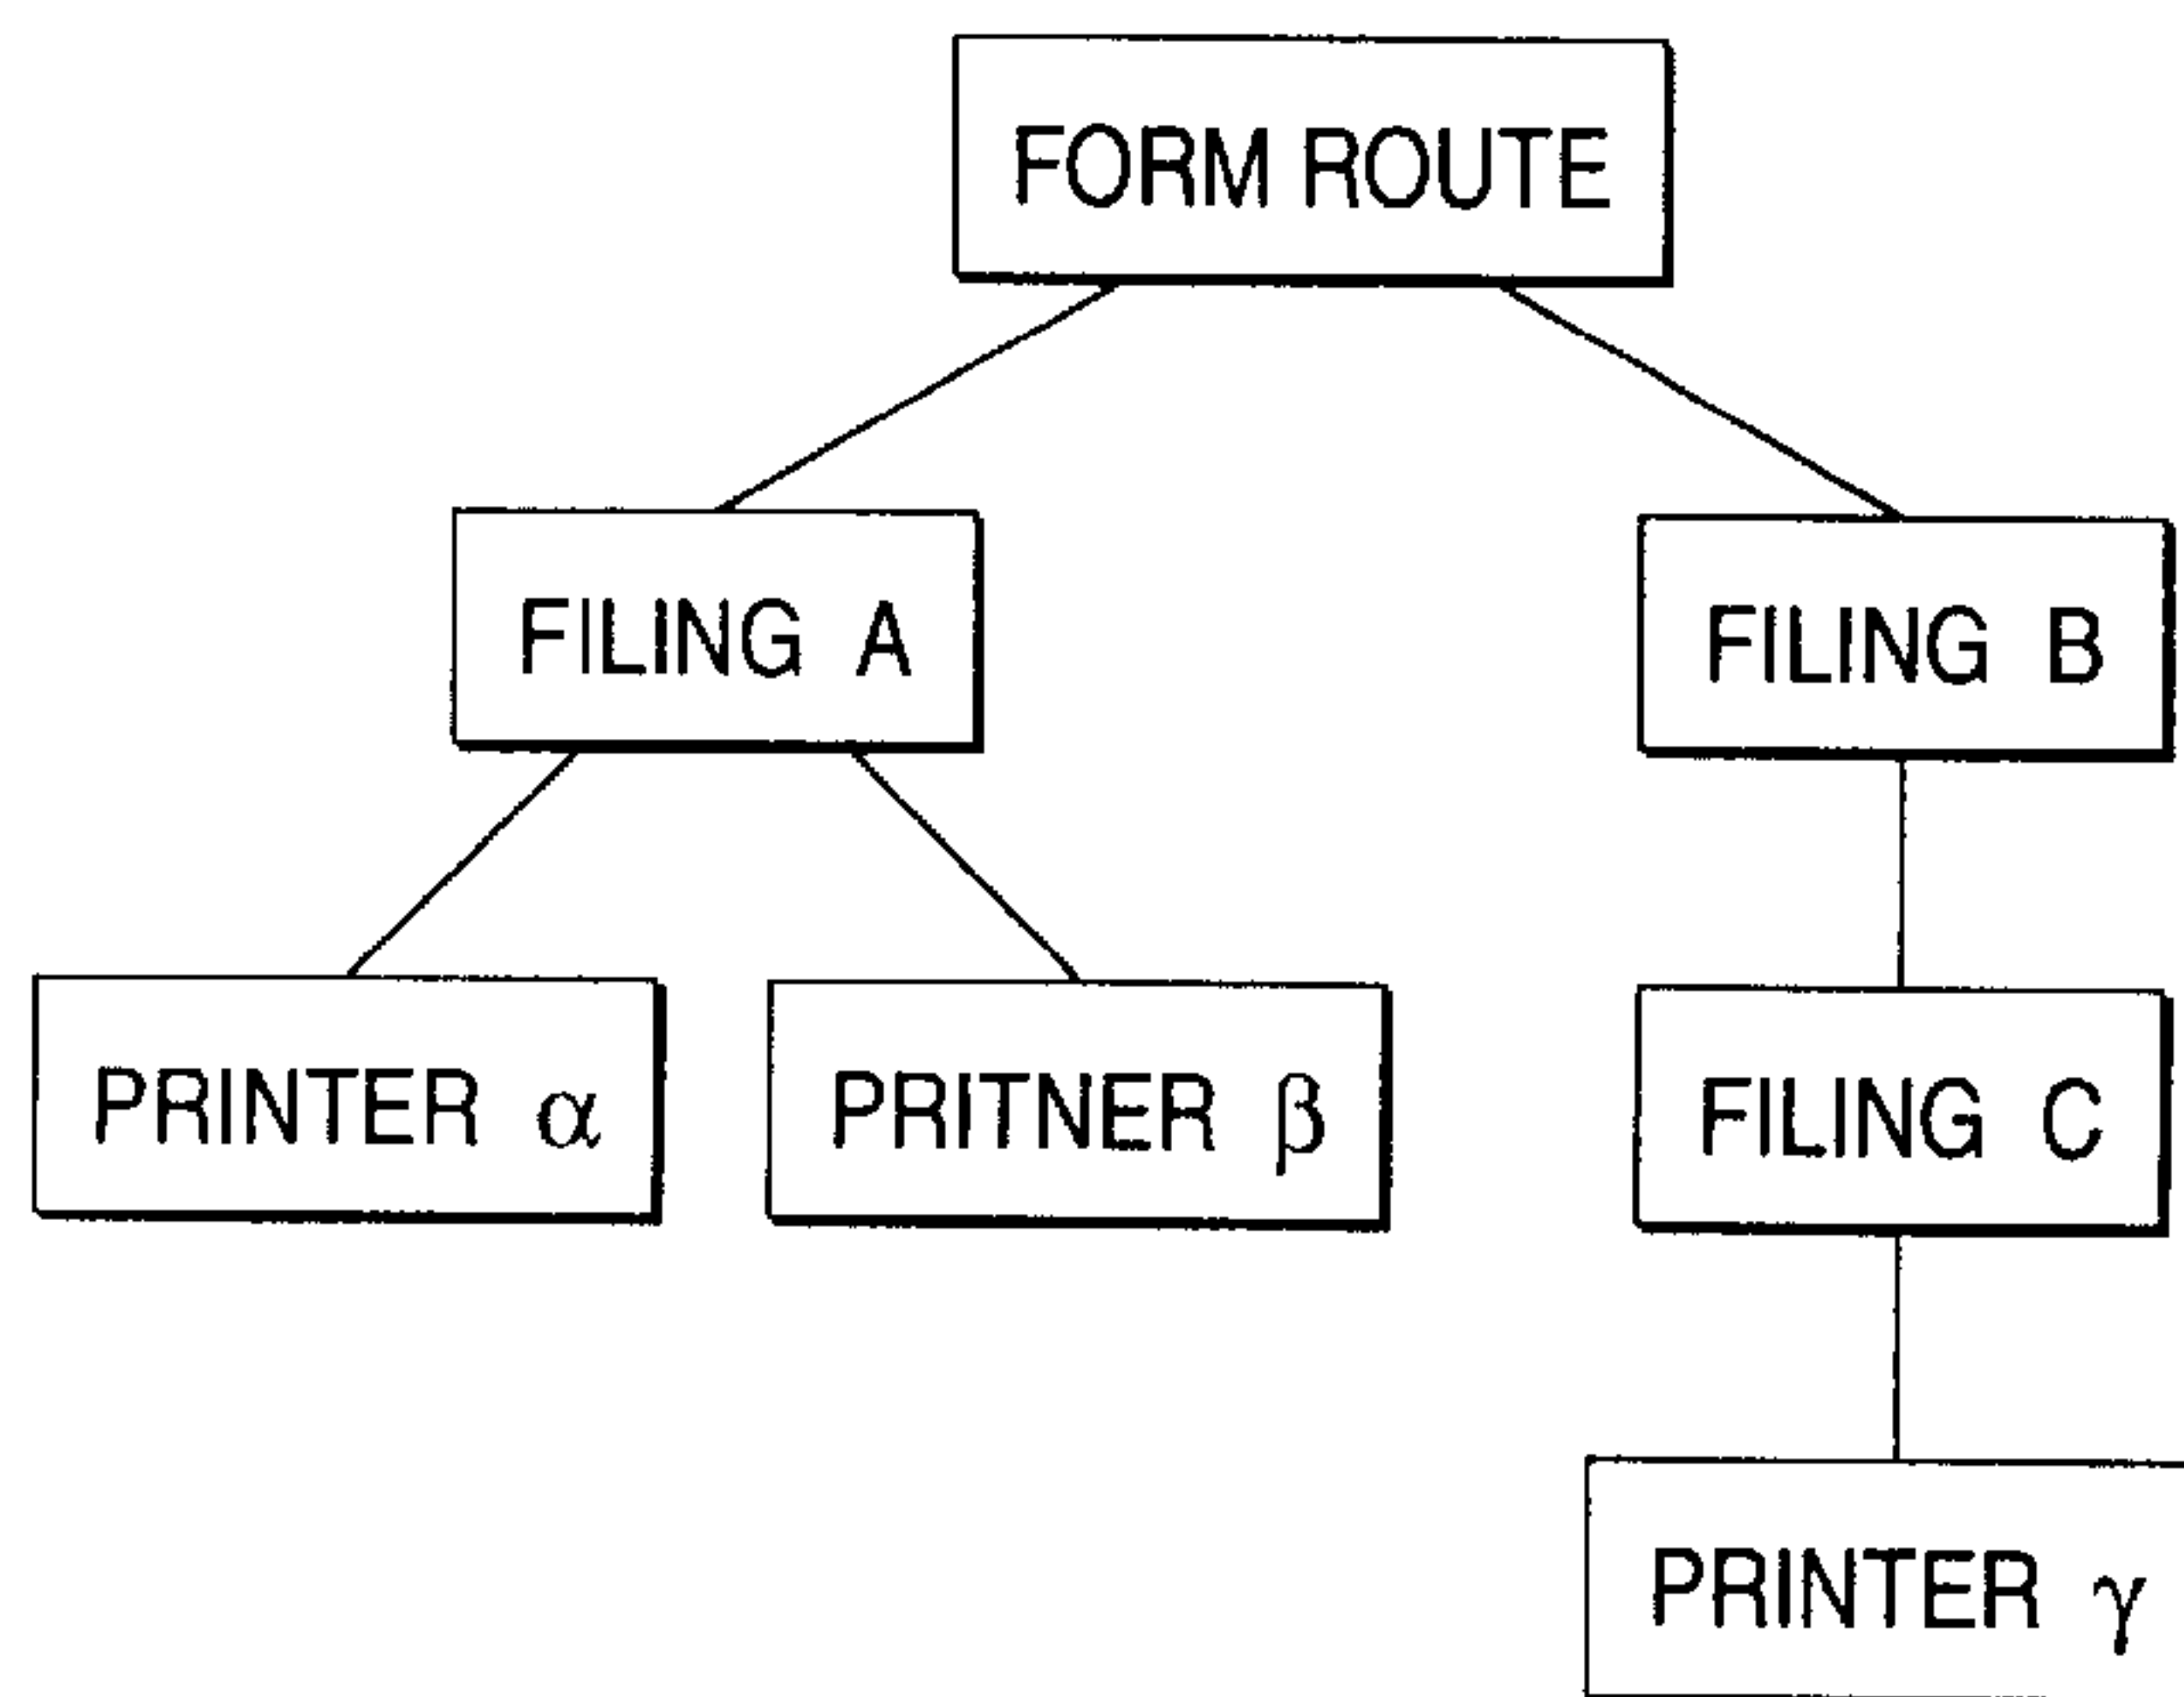 FORM ROUTE
FILING A
FILING B
PRINTER α
PRITNER β
FILING C
PRINTER γ